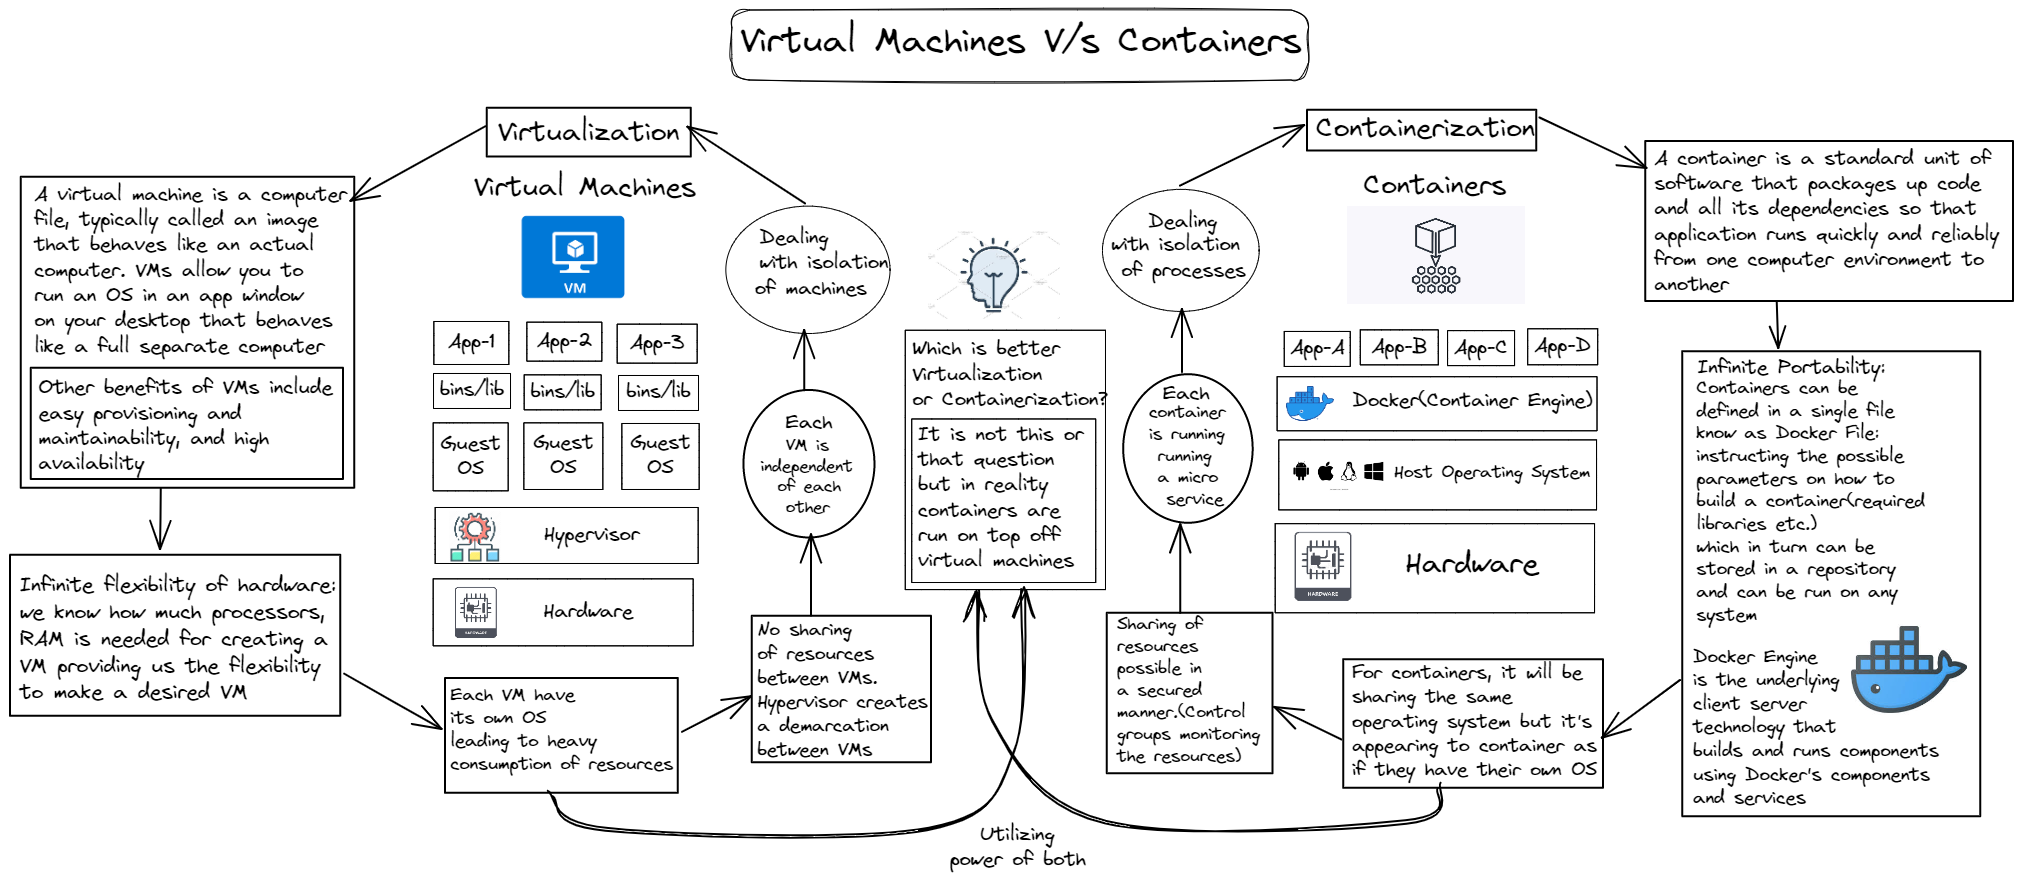 Virtual Machines V/s Containers
Virtualization
Virtual Machines
VM
A virtual machine is a computer
file, typically called an image
that behaves like an actual
computer. VMs allow you to
run an OS in an app window
on your desktop that behaves
like a full separate computer
Other benefits of VMs include
easy provisioning and
maintainability, and high
availability
Infinite flexibility of hardware:
we know how much processors,
RAM is needed for creating a
VM providing us the flexibility
to make a desired VM
App-1
App-2
App-3
bins/lib
bins/lib
bins/lib
Guest
OS
Guest
OS
Guest
OS
Hypervisor
HARDWARE
Hardware
Each VM have
its own OS
leading to heavy
consumption of resources
No sharing
of resources
between VMs.
Hypervisor creates
a demarcation
between VMs
Each
VM is
independent
of each
other
Dealing
with isolation
of machines
Which is better
Virtualization
or Containerization?
It is not this or
that question
but in reality
containers are
run on top off
virtual machines
Utilizing
power of both
Containerization
Containers
A container is a standard unit of
software that packages up code
and all its dependencies so that
application runs quickly and reliably
from one computer environment to
another
Infinite Portability:
Containers can be
defined in a single file
know as Docker File:
instructing the possible
parameters on how to
build a container(required
libraries etc.)
which in turn can be
stored in a repository
and can be run on any
system
Docker Engine
is the underlying
client server
technology that
builds and runs components
using Docker's components
and services
App-A
App-B
App-C
App-D
Docker(Container Engine)
Host Operating System
HARDWARE
Hardware
For containers, it will be
sharing the same
operating system but it's
appearing to container as
if they have their own OS
Sharing of
resources
possible in
a secured
manner.(Control
groups monitoring
the resources)
Each
container
is running
running
a micro
service
Dealing
with isolation
of processes